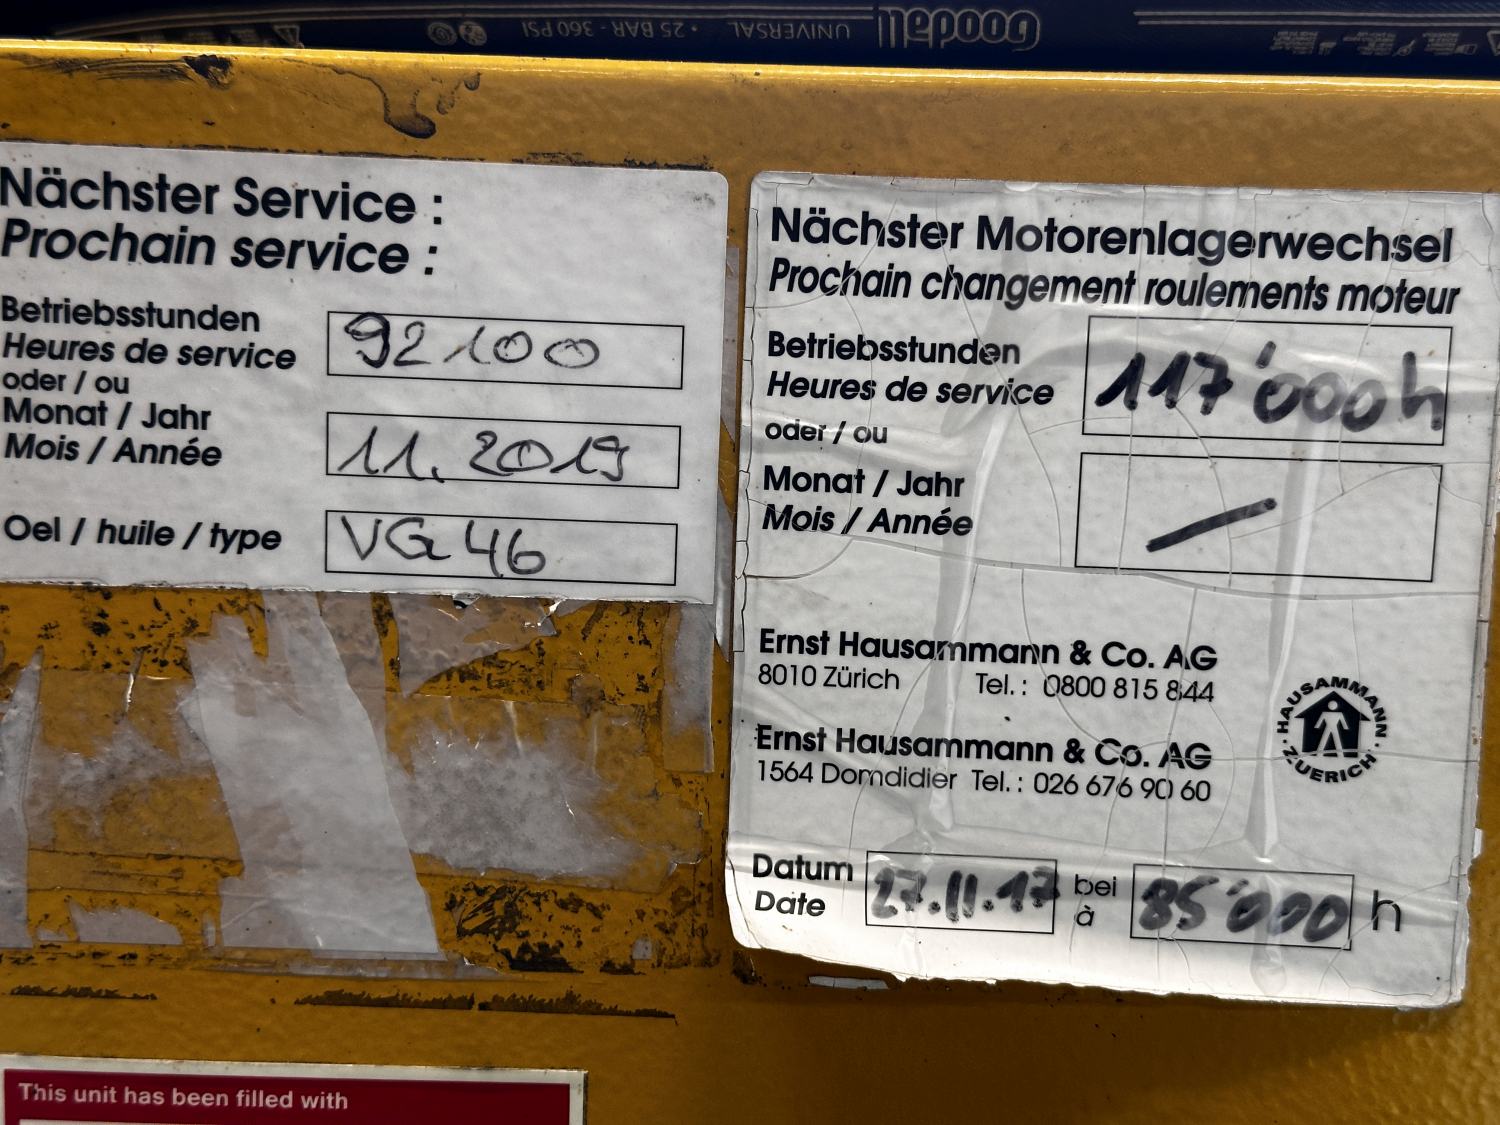 Goodall UNIVERSAL • 25 BAR - 360 PSI
Nächster Service :
Prochain service :
Betriebsstunden
Heures de service
92100
oder / ou
Monat / Jahr
Mois / Année
11. 2019
Oel / huile / type
VG 46
Nächster Motorenlagerwechsel
Prochain changement roulements moteur
Betriebsstunden
Heures de service
117'000h
oder / ou
Monat / Jahr
Mois / Année
Ernst Hausammann & Co. AG
8010 Zürich Tel. : 0800 815 844
Ernst Hausammann & Co. AG
1564 Domdidier Tel. : 026 676 90 60
HAUSAMMANN
ZUERICH
Datum
Date
27.11.17
bei
à
85'000 h
This unit has been filled with